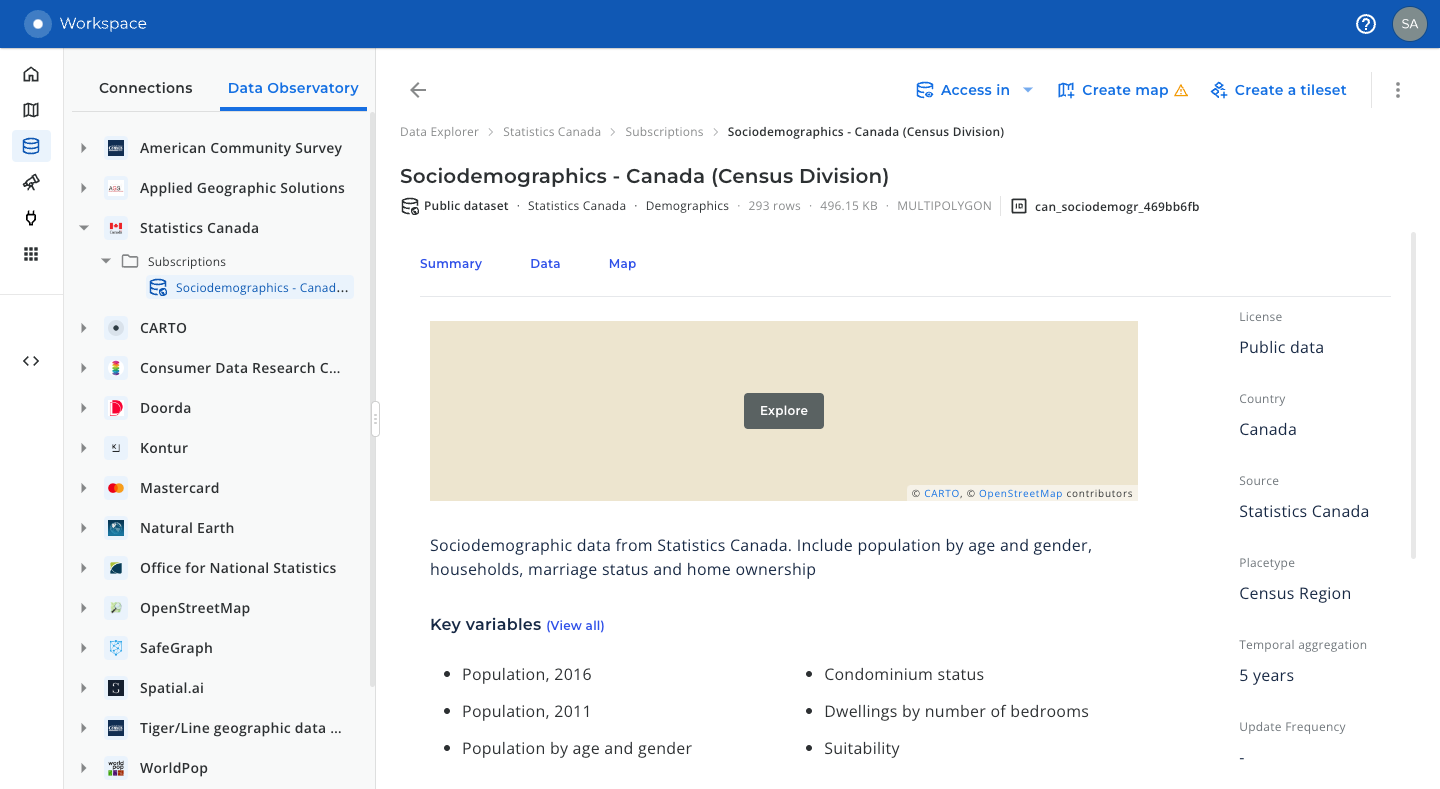 Workspace
SA
Connections
Data Observatory
American Community Survey
Applied Geographic Solutions
Statistics Canada
Subscriptions
Sociodemographics - Canad...
CARTO
Consumer Data Research C...
Doorda
Kontur
Mastercard
Natural Earth
Office for National Statistics
OpenStreetMap
SafeGraph
Spatial.ai
Tiger/Line geographic data ...
WorldPop
Access in
Create map
Create a tileset
Data Explorer > Statistics Canada > Subscriptions > Sociodemographics - Canada (Census Division)
Sociodemographics - Canada (Census Division)
Public dataset · Statistics Canada · Demographics · 293 rows · 496.15 KB · MULTIPOLYGON
can_sociodemogr_469bb6fb
Summary
Data
Map
Explore
© CARTO, © OpenStreetMap contributors
Sociodemographic data from Statistics Canada. Include population by age and gender,
households, marriage status and home ownership
Key variables (View all)
• Population, 2016
• Population, 2011
• Population by age and gender
• Condominium status
• Dwellings by number of bedrooms
• Suitability
License
Public data
Country
Canada
Source
Statistics Canada
Placetype
Census Region
Temporal aggregation
5 years
Update Frequency
-